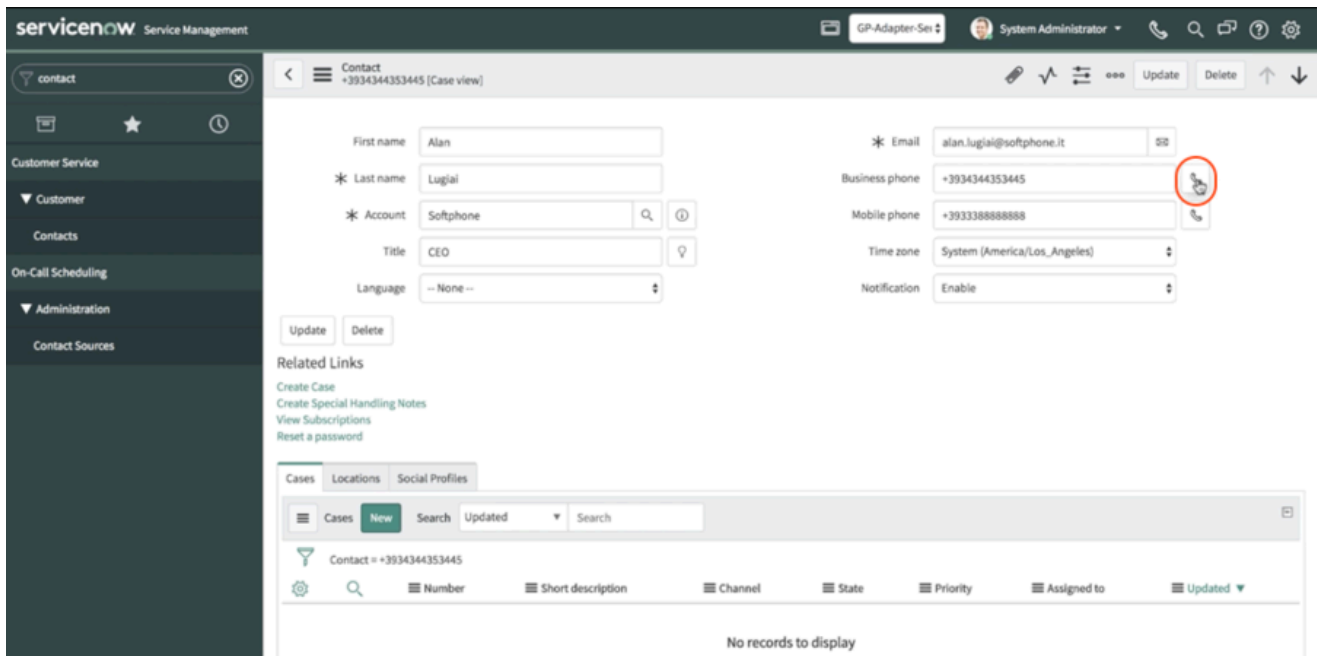 servicenow Service Management
GP-Adapter-Ser
System Administrator
contact
Contact
+3934344353445 [Case view]
Update
Delete
Customer Service
Customer
Contacts
On-Call Scheduling
Administration
Contact Sources
First name
Alan
Last name
Lugiai
Account
Softphone
Title
CEO
Language
-- None --
Email
alan.lugiai@softphone.it
Business phone
+3934344353445
Mobile phone
+3933388888888
Time zone
System (America/Los_Angeles)
Notification
Enable
Update
Delete
Related Links
Create Case
Create Special Handling Notes
View Subscriptions
Reset a password
Cases
Locations
Social Profiles
Cases
New
Search
Updated
Search
Contact = +3934344353445
Number
Short description
Channel
State
Priority
Assigned to
Updated
No records to display